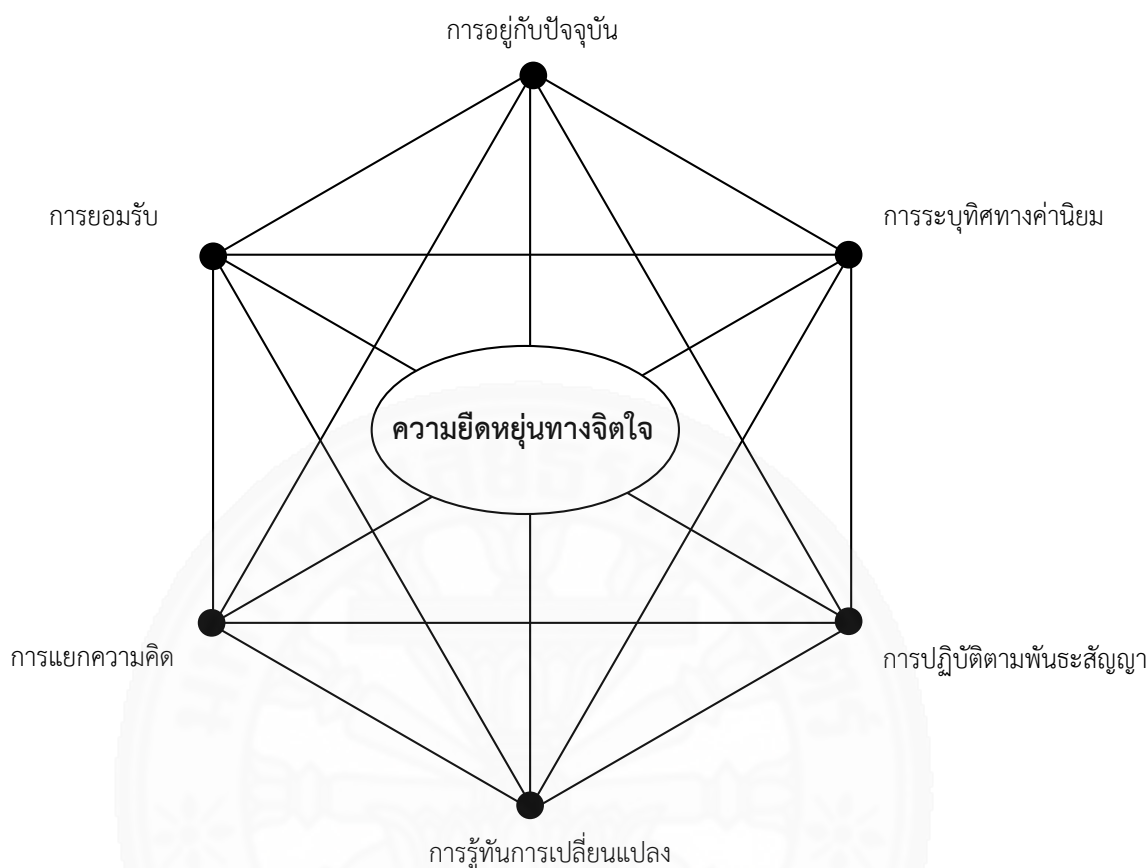 การอยู่กับปัจจุบัน
การยอมรับ
การระบุทิศทางค่านิยม
ความยืดหยุ่นทางจิตใจ
การแยกความคิด
การปฏิบัติตามพันธะสัญญา
การรู้ทันการเปลี่ยนแปลง